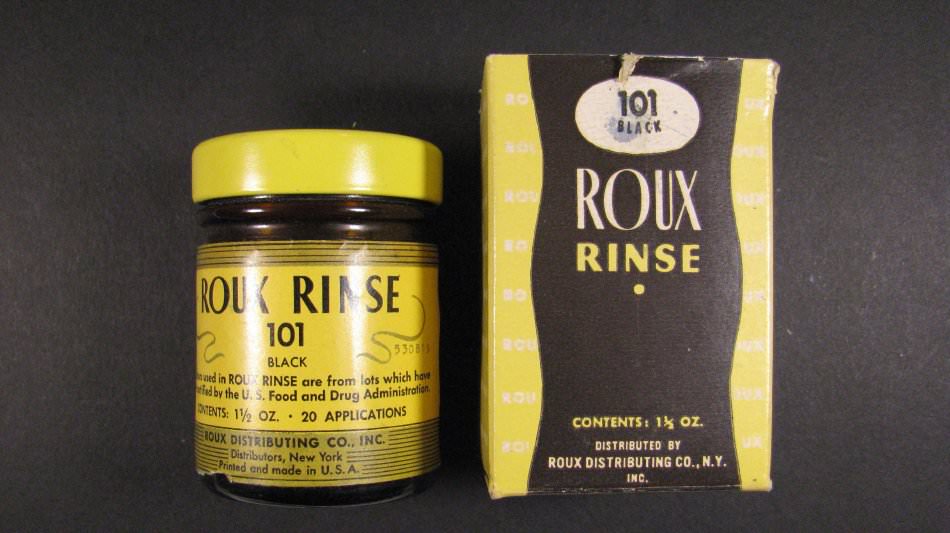 ROUX RINSE
101
BLACK
530875
used in ROUX RINSE are from lots which have
by the U.S. Food and Drug Administration.
CONTENTS: 1½ OZ. · 20 APPLICATIONS
ROUX DISTRIBUTING CO., INC.
Distributors, New York
Printed and made in U.S.A.
101
BLACK
ROUX
RINSE
CONTENTS: 1½ OZ.
DISTRIBUTED BY
ROUX DISTRIBUTING CO., N.Y.
INC.